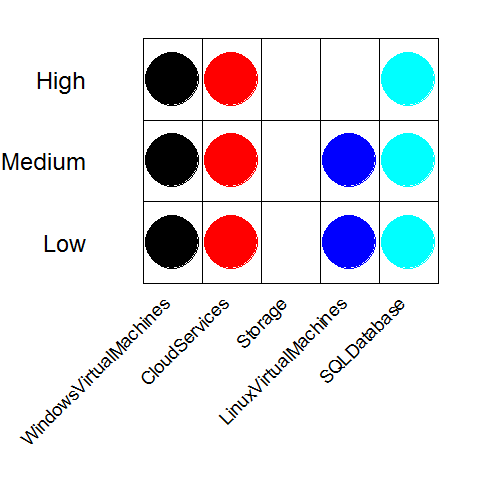 High
Medium
Low
WindowsVirtualMachines
CloudServices
Storage
LinuxVirtualMachines
SQLDatabase